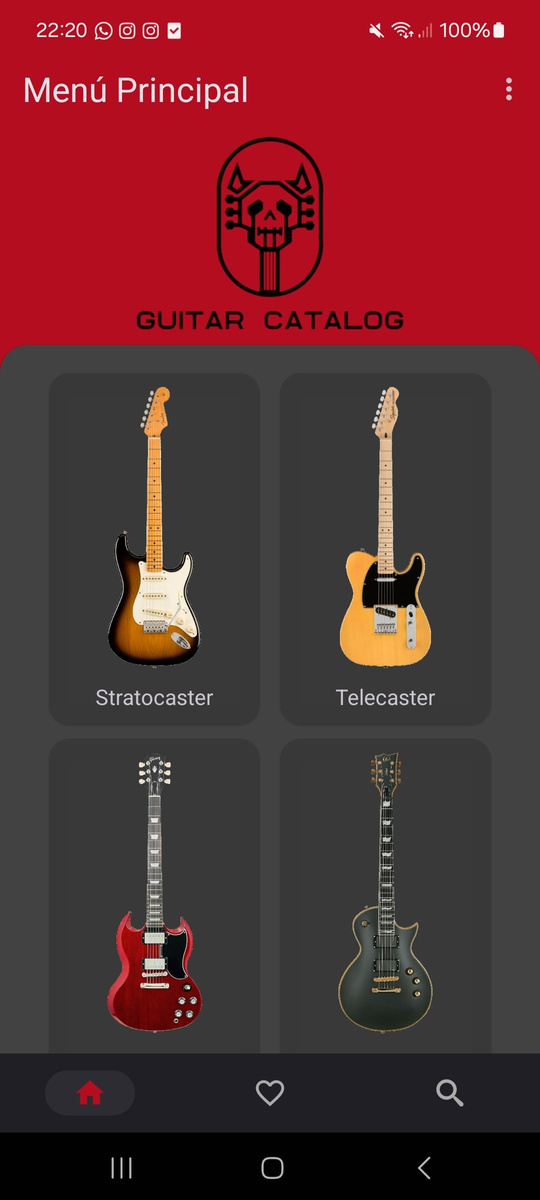 22:20
100%
Menú Principal
GUITAR CATALOG
Stratocaster
Telecaster